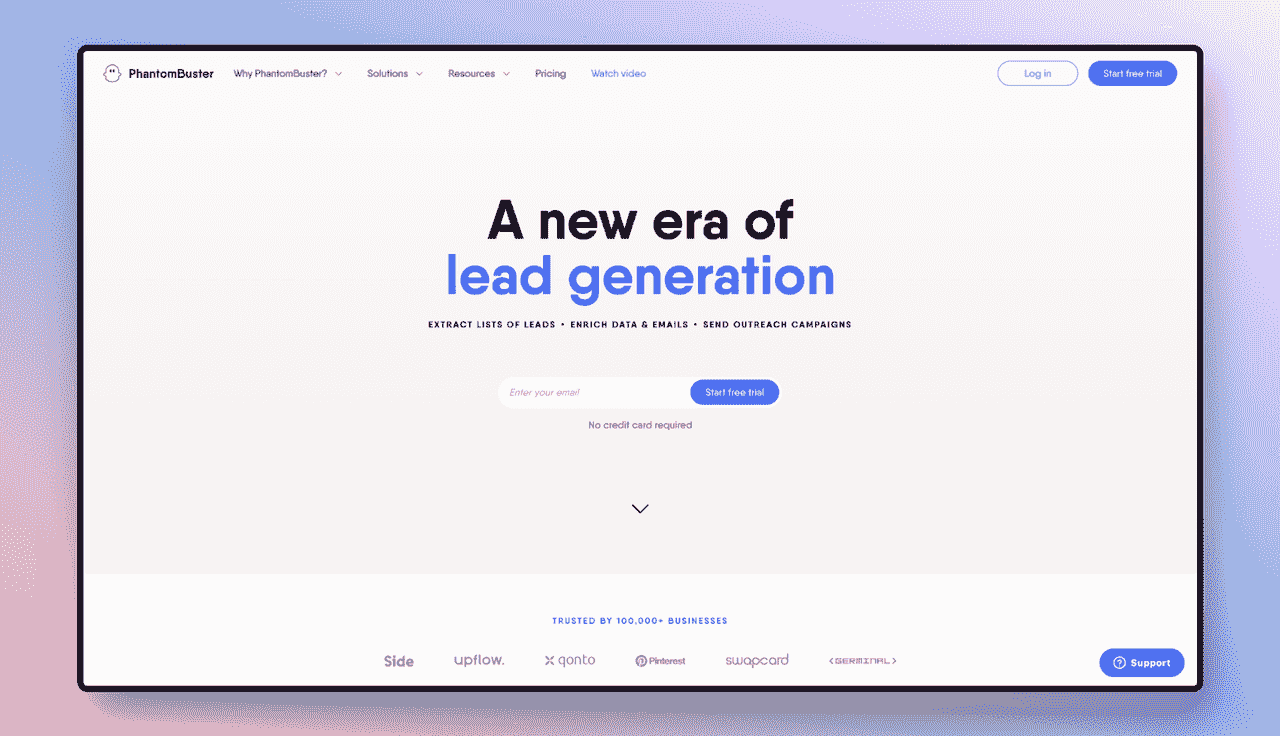 PhantomBuster Why PhantomBuster? Solutions Resources Pricing Watch video Log in Start free trial
A new era of
lead generation
EXTRACT LISTS OF LEADS • ENRICH DATA & EMAILS • SEND OUTREACH CAMPAIGNS
Enter your email Start free trial
No credit card required
TRUSTED BY 100,000+ BUSINESSES
Side upflow. qonto Pinterest swapcard <GERMINAL>
Support